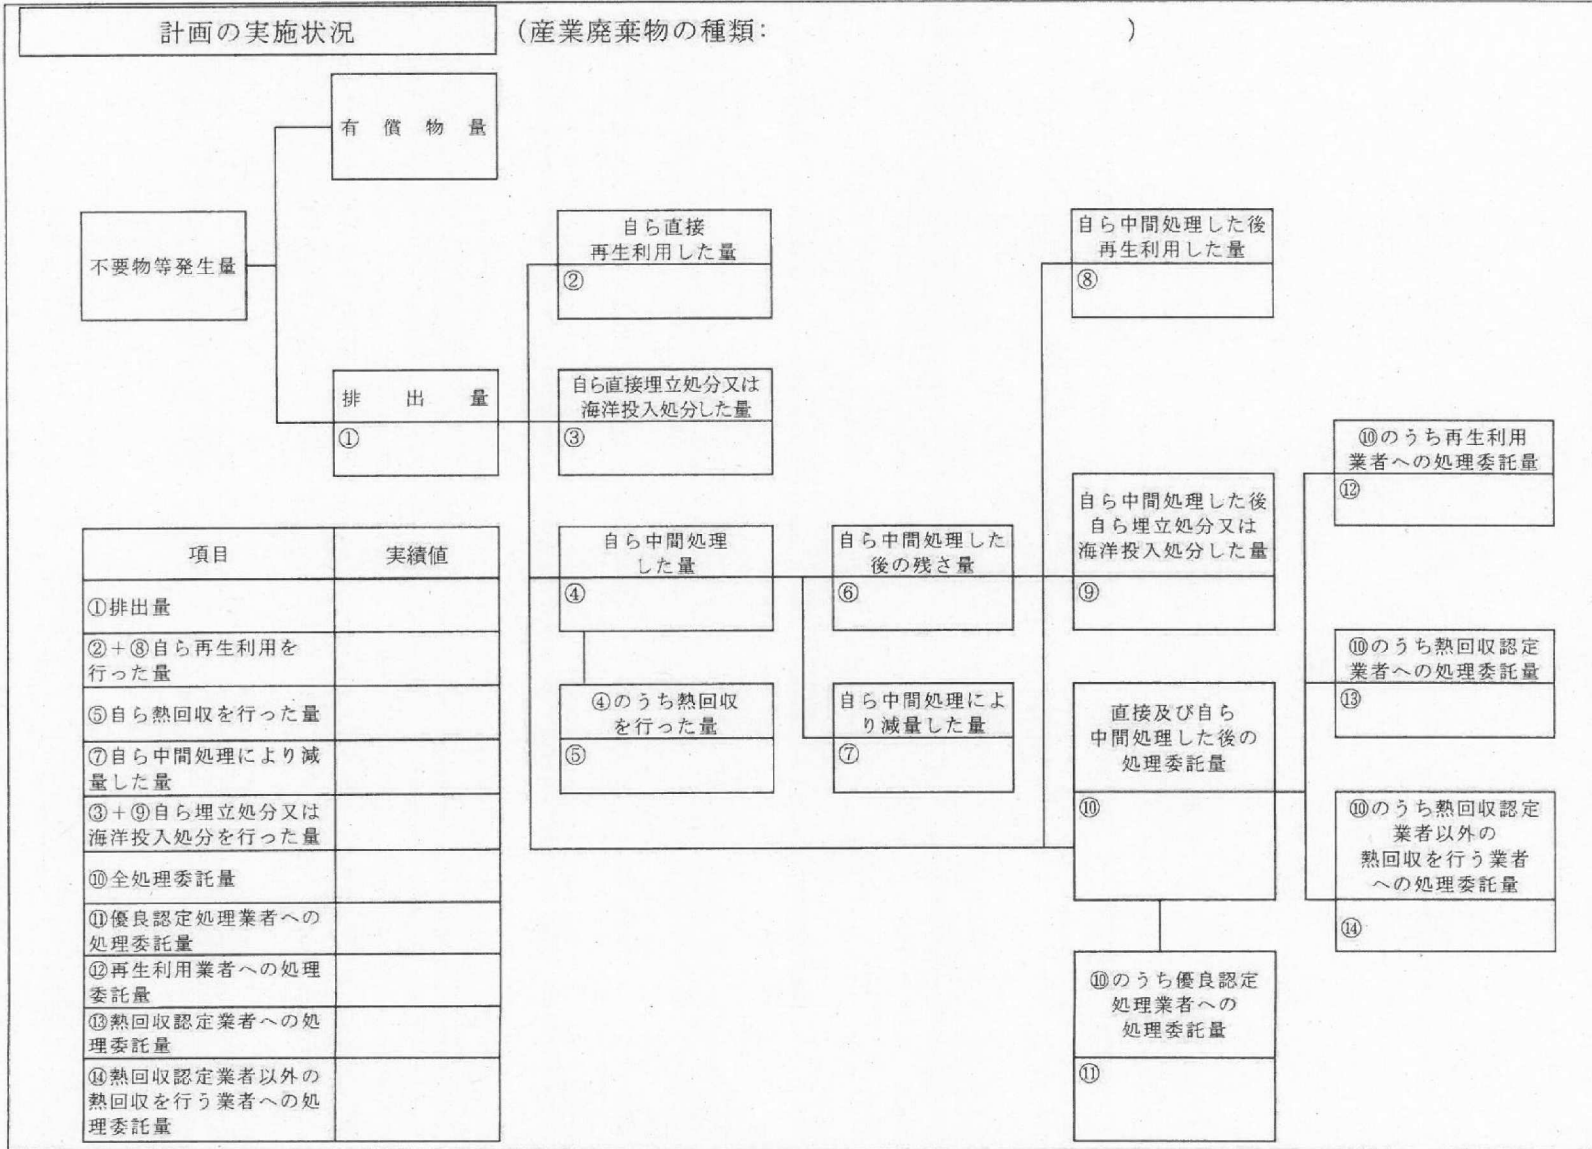 計画の実施状況
(産業廃棄物の種類: )
有償物量
不要物等発生量
排出量
①
自ら直接
再生利用した量
②
自ら直接埋立処分又は
海洋投入処分した量
③
自ら中間処理
した量
④
④のうち熱回収
を行った量
⑤
自ら中間処理した
後の残さ量
⑥
自ら中間処理によ
り減量した量
⑦
自ら中間処理した後
再生利用した量
⑧
自ら中間処理した後
自ら埋立処分又は
海洋投入処分した量
⑨
直接及び自ら
中間処理した後の
処理委託量
⑩
⑩のうち優良認定
処理業者への
処理委託量
⑪
⑩のうち再生利用
業者への処理委託量
⑫
⑩のうち熱回収認定
業者への処理委託量
⑬
⑩のうち熱回収認定
業者以外の
熱回収を行う業者
への処理委託量
⑭
項目 実績値
①排出量
②+⑧自ら再生利用を
行った量
⑤自ら熱回収を行った量
⑦自ら中間処理により減
量した量
③+⑨自ら埋立処分又は
海洋投入処分を行った量
⑩全処理委託量
⑪優良認定処理業者への
処理委託量
⑫再生利用業者への処理
委託量
⑬熱回収認定業者への処
理委託量
⑭熱回収認定業者以外の
熱回収を行う業者への処
理委託量